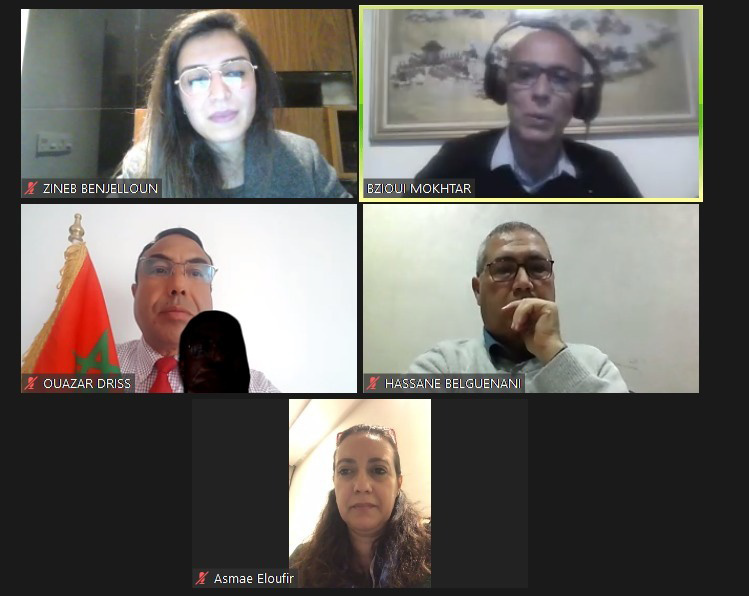 ZINEB BENJELLOUN
BZIOUI MOKHTAR
OUAZAR DRISS
HASSANE BELGUENANI
Asmae Eloufir